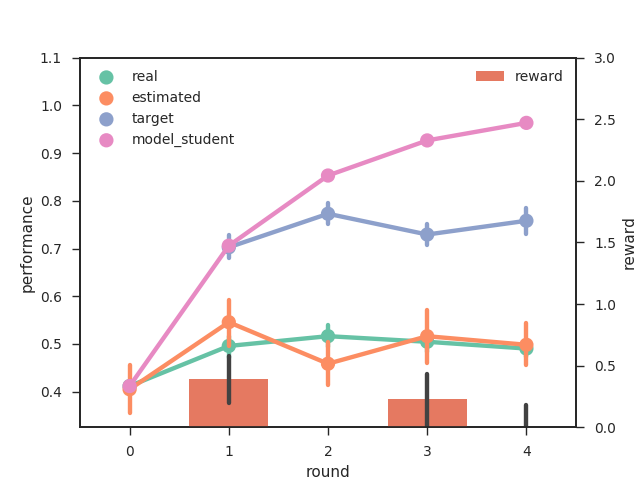 1.1
1.0
0.9
0.8
0.7
0.6
0.5
0.4
performance
real
estimated
target
model_student
reward
3.0
2.5
2.0
1.5
1.0
0.5
0.0
reward
0 1 2 3 4
round